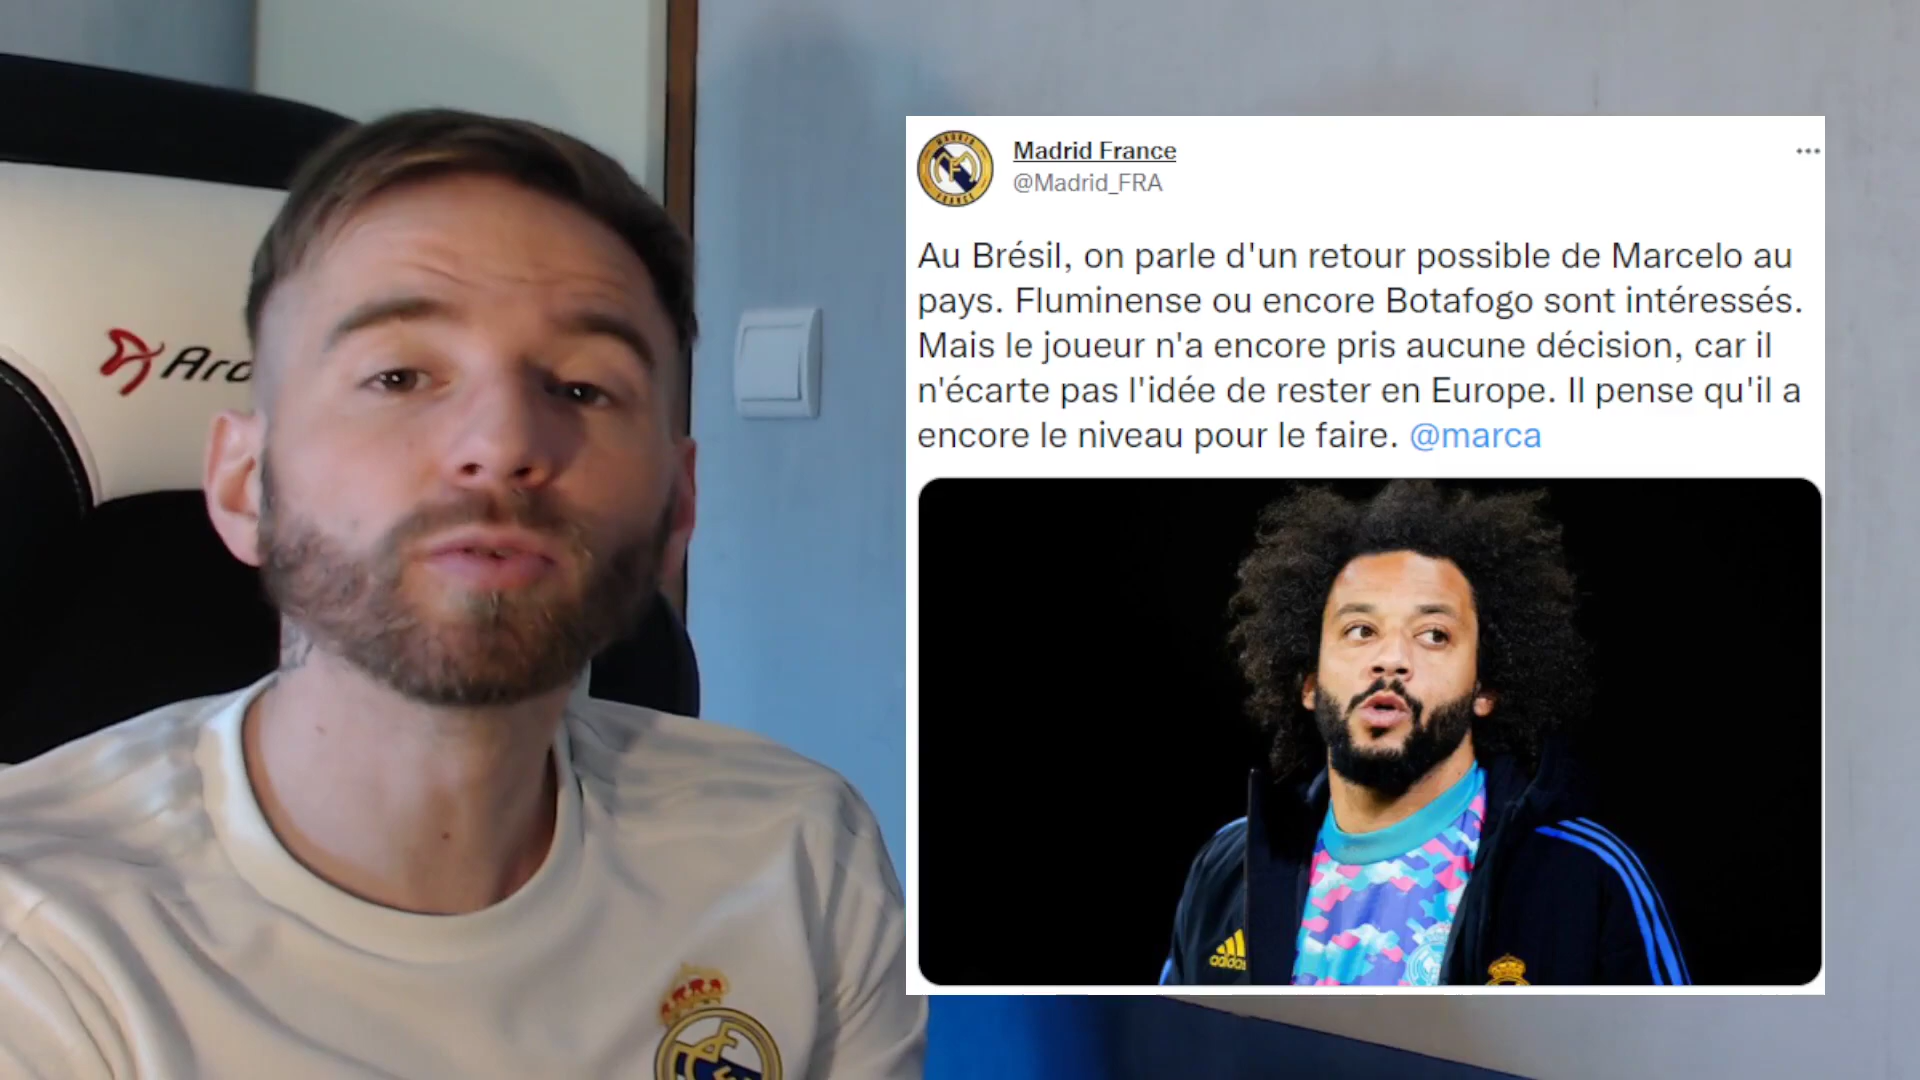 Aro
Madrid France
@Madrid_FRA
Au Brésil, on parle d'un retour possible de Marcelo au
pays. Fluminense ou encore Botafogo sont intéressés.
Mais le joueur n'a encore pris aucune décision, car il
n'écarte pas l'idée de rester en Europe. Il pense qu'il a
encore le niveau pour le faire. @marca
adidas